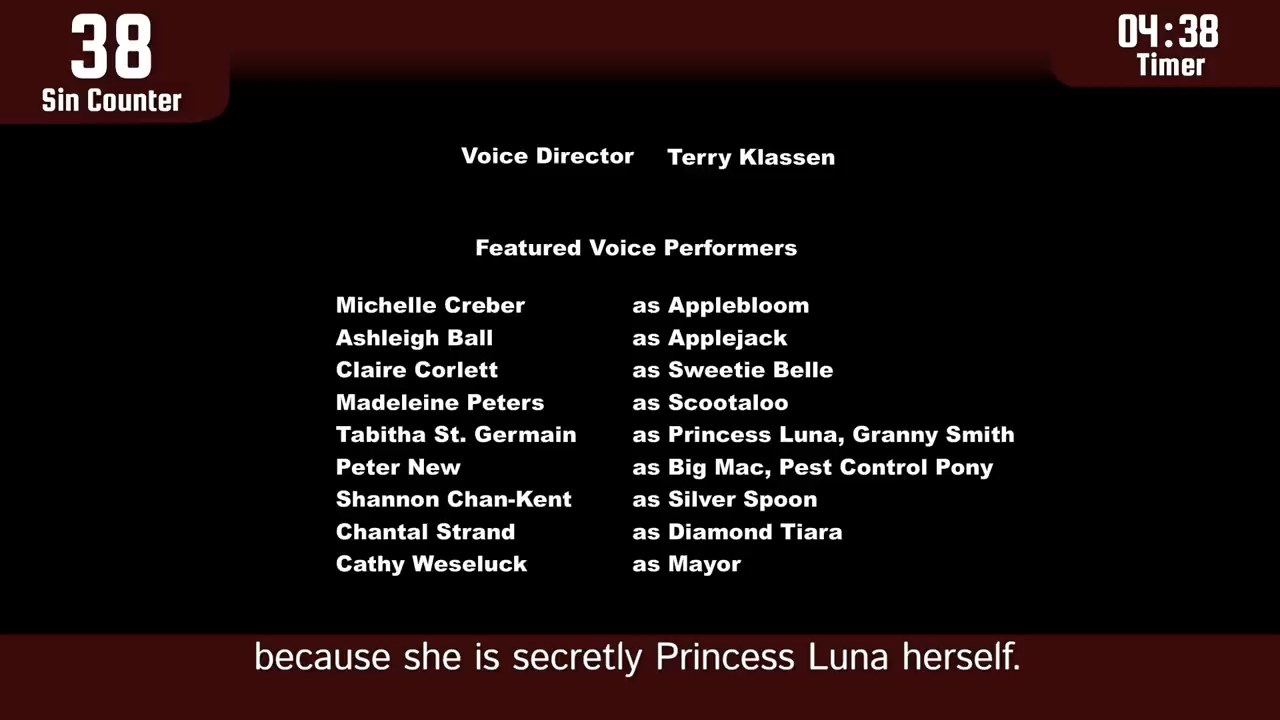 38
Sin Counter
04:38
Timer
Voice Director Terry Klassen
Featured Voice Performers
Michelle Creber as Applebloom
Ashleigh Ball as Applejack
Claire Corlett as Sweetie Belle
Madeleine Peters as Scootaloo
Tabitha St. Germain as Princess Luna, Granny Smith
Peter New as Big Mac, Pest Control Pony
Shannon Chan-Kent as Silver Spoon
Chantal Strand as Diamond Tiara
Cathy Weseluck as Mayor
because she is secretly Princess Luna herself.